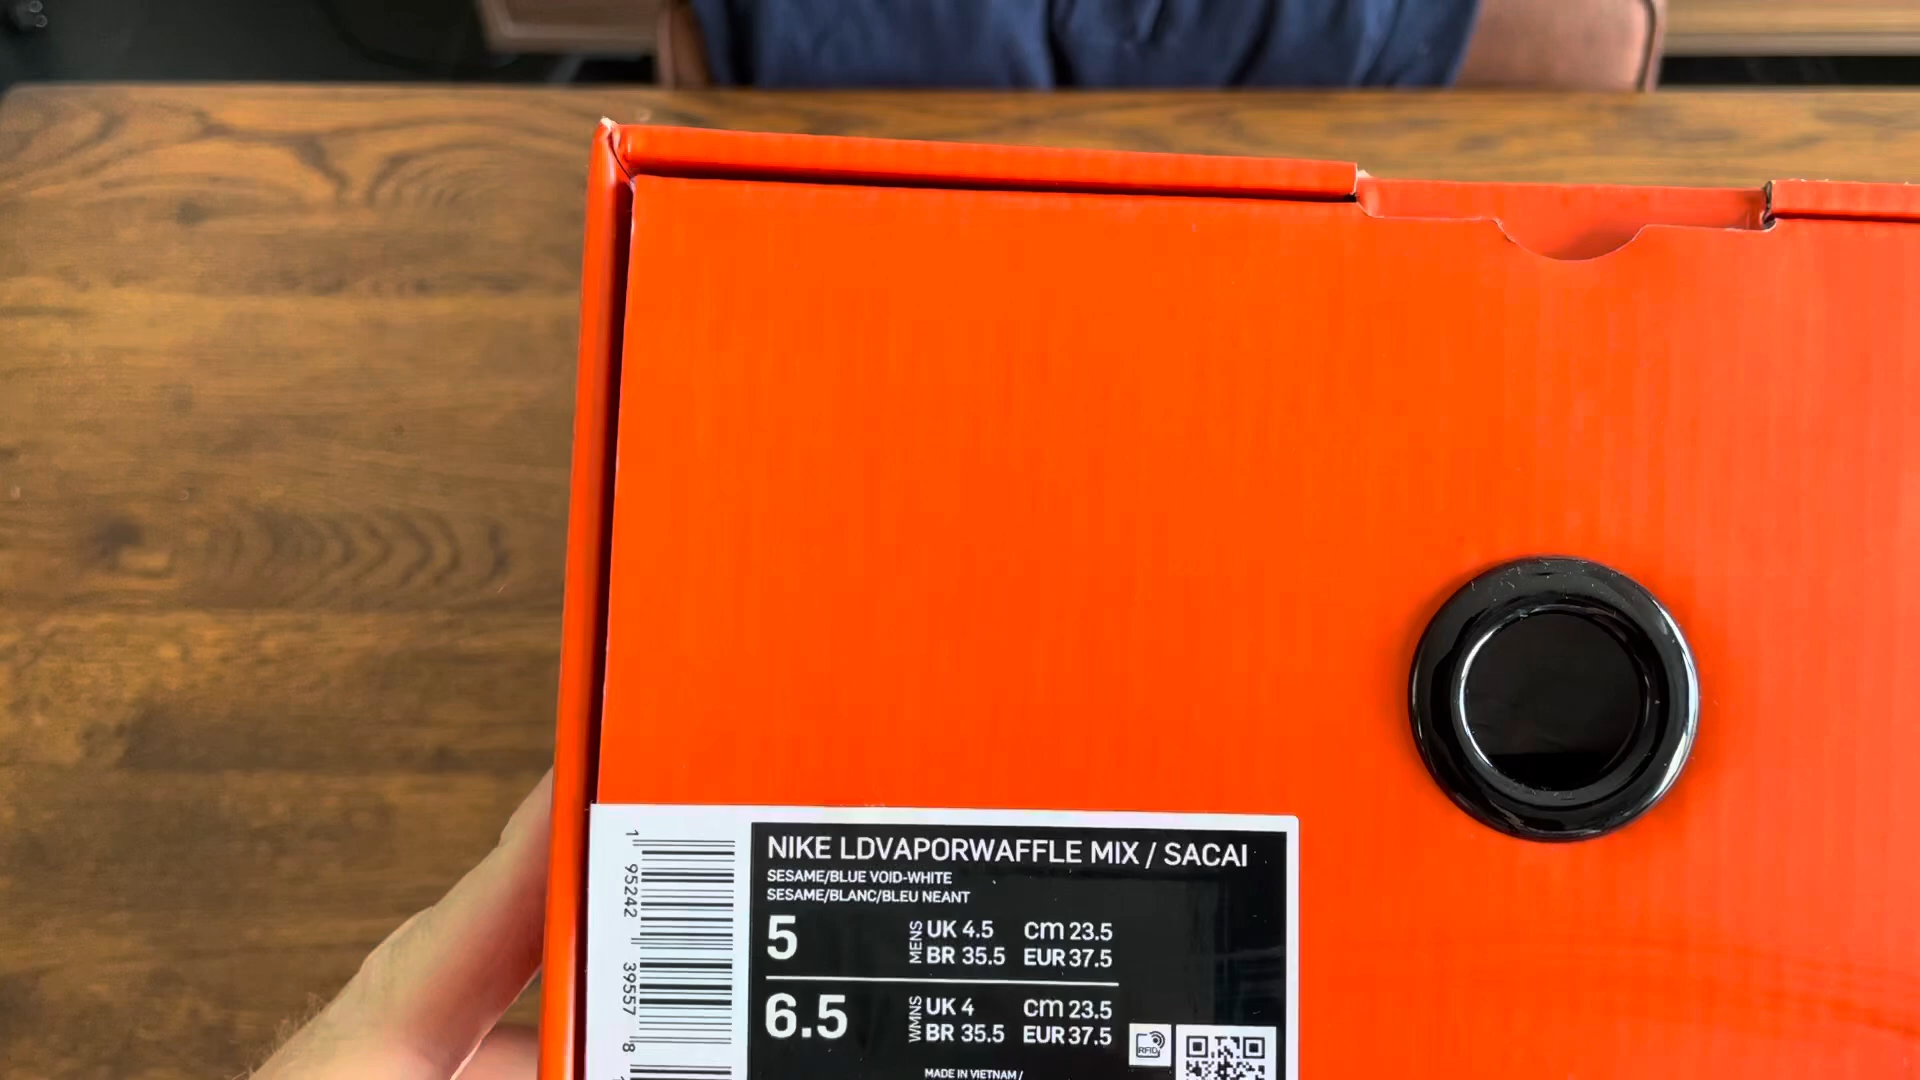 NIKE LDVAPORWAFFLE MIX / SACAI
SESAME/BLUE VOID-WHITE
SESAME/BLANC/BLEU NEANT
5 MENS UK 4.5 cm 23.5
BR 35.5 EUR 37.5
6.5 WMNS UK 4 cm 23.5
BR 35.5 EUR 37.5
RFID
MADE IN VIETNAM /
1 95242 39557 8